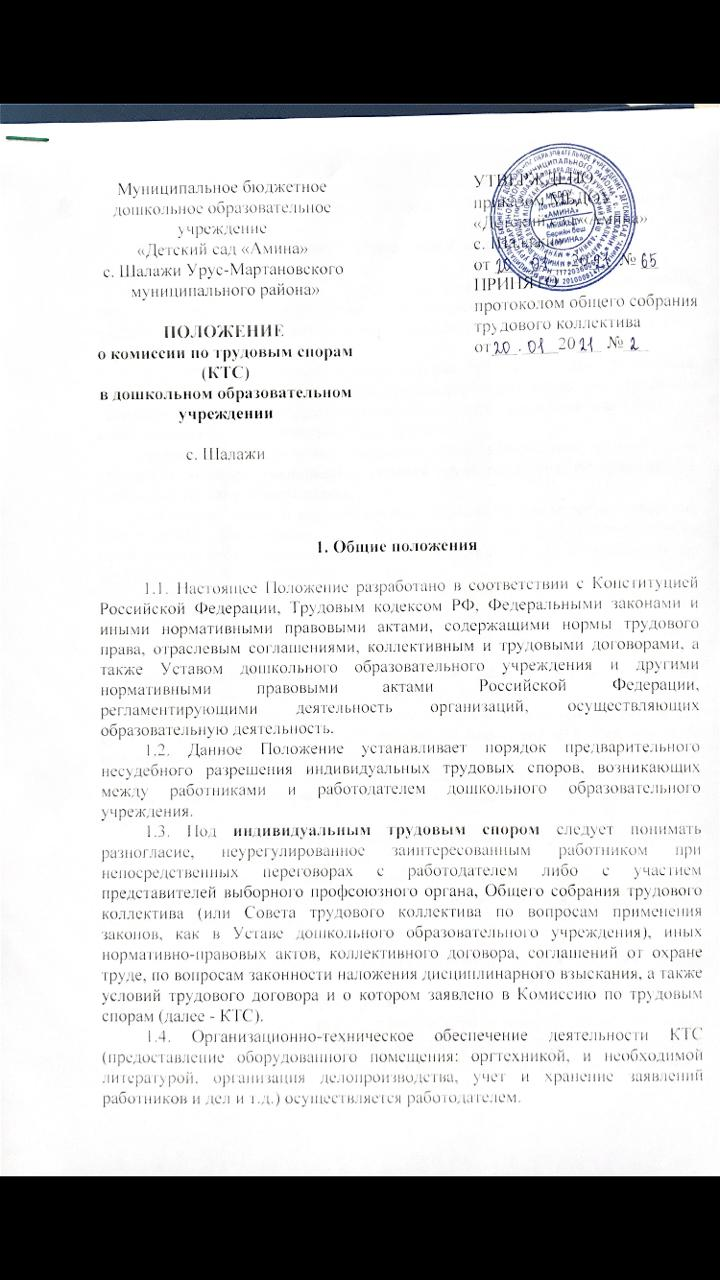 Муниципальное бюджетное
дошкольное образовательное
учреждение
«Детский сад «Амина»
с. Шалажи Урус-Мартановского
муниципального района»
ПОЛОЖЕНИЕ
о комиссии по трудовым спорам
(КТС)
в дошкольном образовательном
учреждении
с. Шалажи
УТВЕРЖДЕНО
приказом МБДОУ
«Детский сад «Амина»
с. Шалажи
от 20 2021 № 65
ПРИНЯТО
протоколом общего собрания
трудового коллектива
от 20 . 01 2021 № 2
МБДОУ
«АМИНА»
1. Общие положения
1.1. Настоящее Положение разработано в соответствии с Конституцией
Российской Федерации, Трудовым кодексом РФ, Федеральными законами и
иными нормативными правовыми актами, содержащими нормы трудового
права, отраслевым соглашениями, коллективным и трудовыми договорами, а
также Уставом дошкольного образовательного учреждения и другими
нормативными правовыми актами Российской Федерации,
регламентирующими деятельность организаций, осуществляющих
образовательную деятельность.
1.2. Данное Положение устанавливает порядок предварительного
несудебного разрешения индивидуальных трудовых споров, возникающих
между работниками и работодателем дошкольного образовательного
учреждения.
1.3. Под индивидуальным трудовым спором следует понимать
разногласие, неурегулированное заинтересованным работником при
непосредственных переговорах с работодателем либо с участием
представителей выборного профсоюзного органа, Общего собрания трудового
коллектива (или Совета трудового коллектива по вопросам применения
законов, как в Уставе дошкольного образовательного учреждения), иных
нормативно-правовых актов, коллективного договора, соглашений от охране
труде, по вопросам законности наложения дисциплинарного взыскания, а также
условий трудового договора и о котором заявлено в Комиссию по трудовым
спорам (далее - КТС).
1.4. Организационно-техническое обеспечение деятельности КТС
(предоставление оборудованного помещения: оргтехникой, и необходимой
литературой, организация делопроизводства, учет и хранение заявлений
работников и дел и т.д.) осуществляется работодателем.